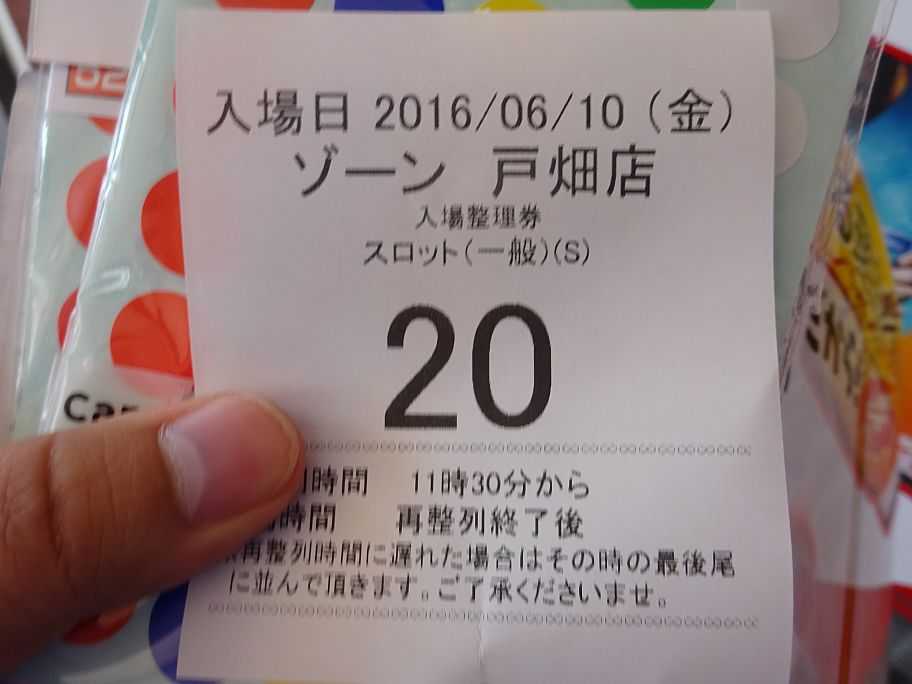 入場日 2016/06/10（金）
ゾーン 戸畑店
入場整理券
スロット（一般）（S）
20
時間 11時30分から
時間 再整列終了後
再整列時間に遅れた場合はその時の最後尾
に並んで頂きます。ご了承くださいませ。